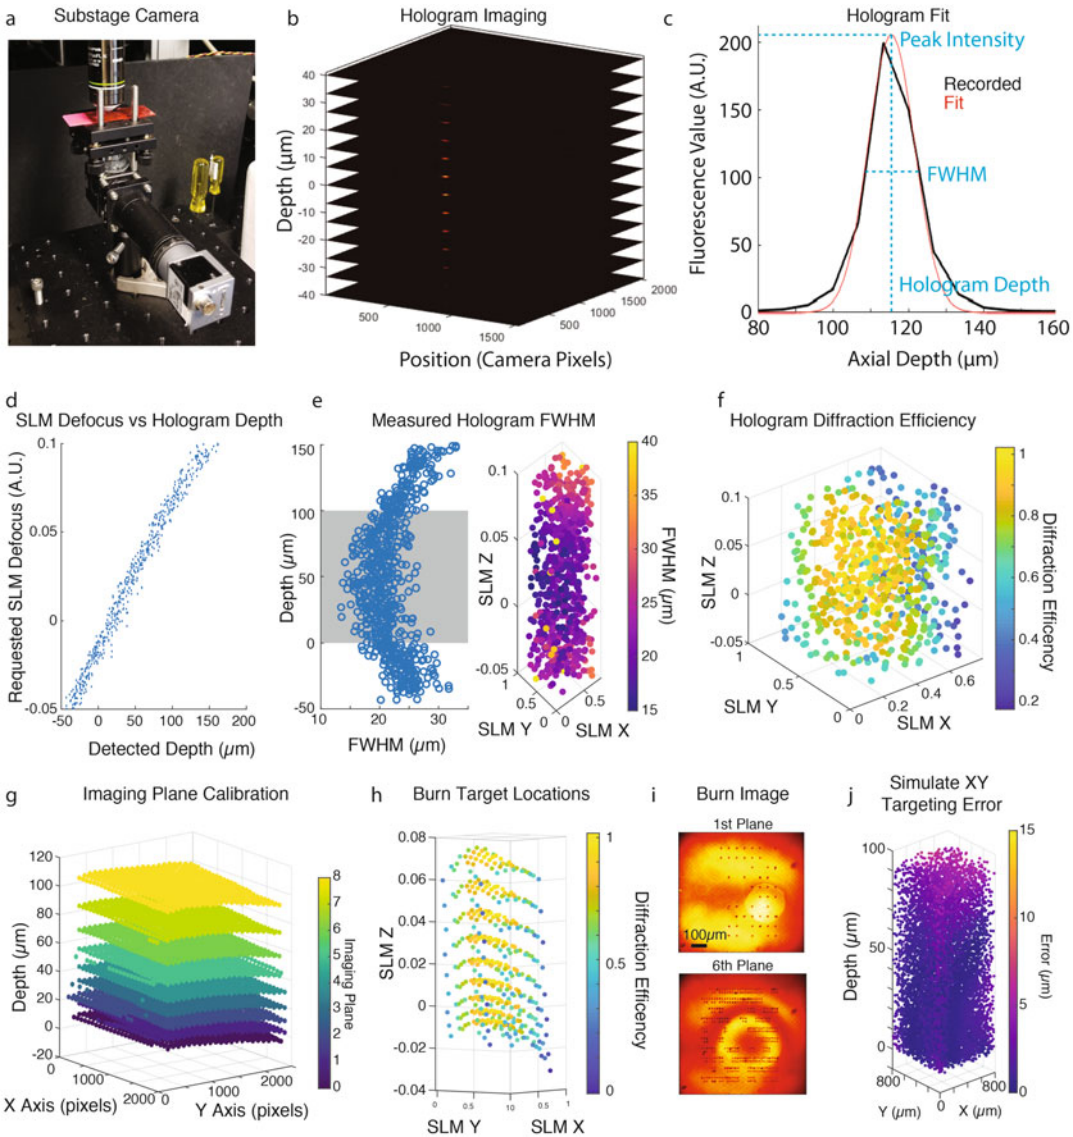 a Substage Camera
b Hologram Imaging
40
30
20
10
0
-10
-20
-30
-40
Depth (µm)
500
1000
1500
500
1000
1500
2000
Position (Camera Pixels)
c Hologram Fit
200
150
100
50
0
Fluorescence Value (A.U.)
Peak Intensity
Recorded
Fit
FWHM
Hologram Depth
80 100 120 140 160
Axial Depth (µm)
d SLM Defocus vs Hologram Depth
0.1
0.05
0
-0.05
Requested SLM Defocus (A.U.)
-50 0 50 100 150 200
Detected Depth (µm)
e Measured Hologram FWHM
150
100
50
0
-50
Depth (µm)
10 20 30
FWHM (µm)
0.1
0.05
0
-0.05
SLM Z
1
0.5
0
SLM Y
0
0.5
SLM X
40
35
30
25
20
15
FWHM (µm)
f Hologram Diffraction Efficiency
0.1
0.05
0
-0.05
SLM Z
1
0.5
0
SLM Y
0.2
0.4
0.6
SLM X
1
0.8
0.6
0.4
0.2
Diffraction Efficency
g Imaging Plane Calibration
120
100
80
60
40
20
0
-20
Depth (µm)
0
1000
2000
X Axis (pixels)
0
1000
2000
Y Axis (pixels)
8
7
6
5
4
3
2
1
0
Imaging Plane
h Burn Target Locations
0.08
0.06
0.04
0.02
0
-0.02
-0.04
SLM Z
0 0.5 10 0.5 1
SLM Y SLM X
1
0.5
0
Diffraction Efficency
i Burn Image
1st Plane
100µm
6th Plane
j Simulate XY
Targeting Error
100
50
0
Depth (µm)
800
0
800
Y (µm)
X (µm)
15
10
5
0
Error (µm)